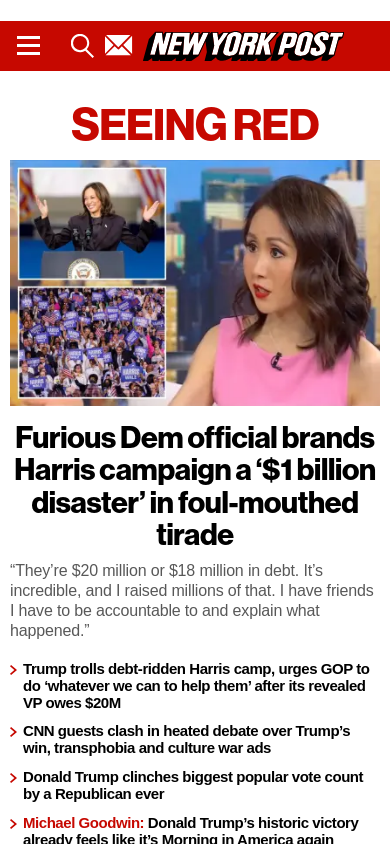 NEW YORK POST
SEEING RED
Furious Dem official brands
Harris campaign a ‘$1 billion
disaster’ in foul-mouthed
tirade
“They’re $20 million or $18 million in debt. It’s
incredible, and I raised millions of that. I have friends
I have to be accountable to and explain what
happened.”
Trump trolls debt-ridden Harris camp, urges GOP to
do ‘whatever we can to help them’ after its revealed
VP owes $20M
CNN guests clash in heated debate over Trump’s
win, transphobia and culture war ads
Donald Trump clinches biggest popular vote count
by a Republican ever
Michael Goodwin: Donald Trump’s historic victory
already feels like it’s Morning in America again